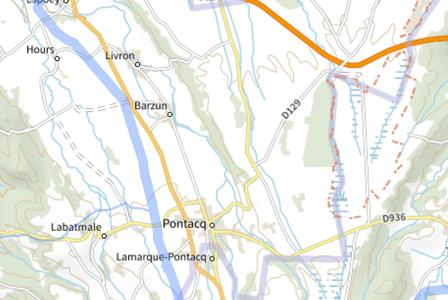 Espoey
Hours
Livron
Barzun
D129
Pontacq
D936
Labatmale
Lamarque-Pontacq